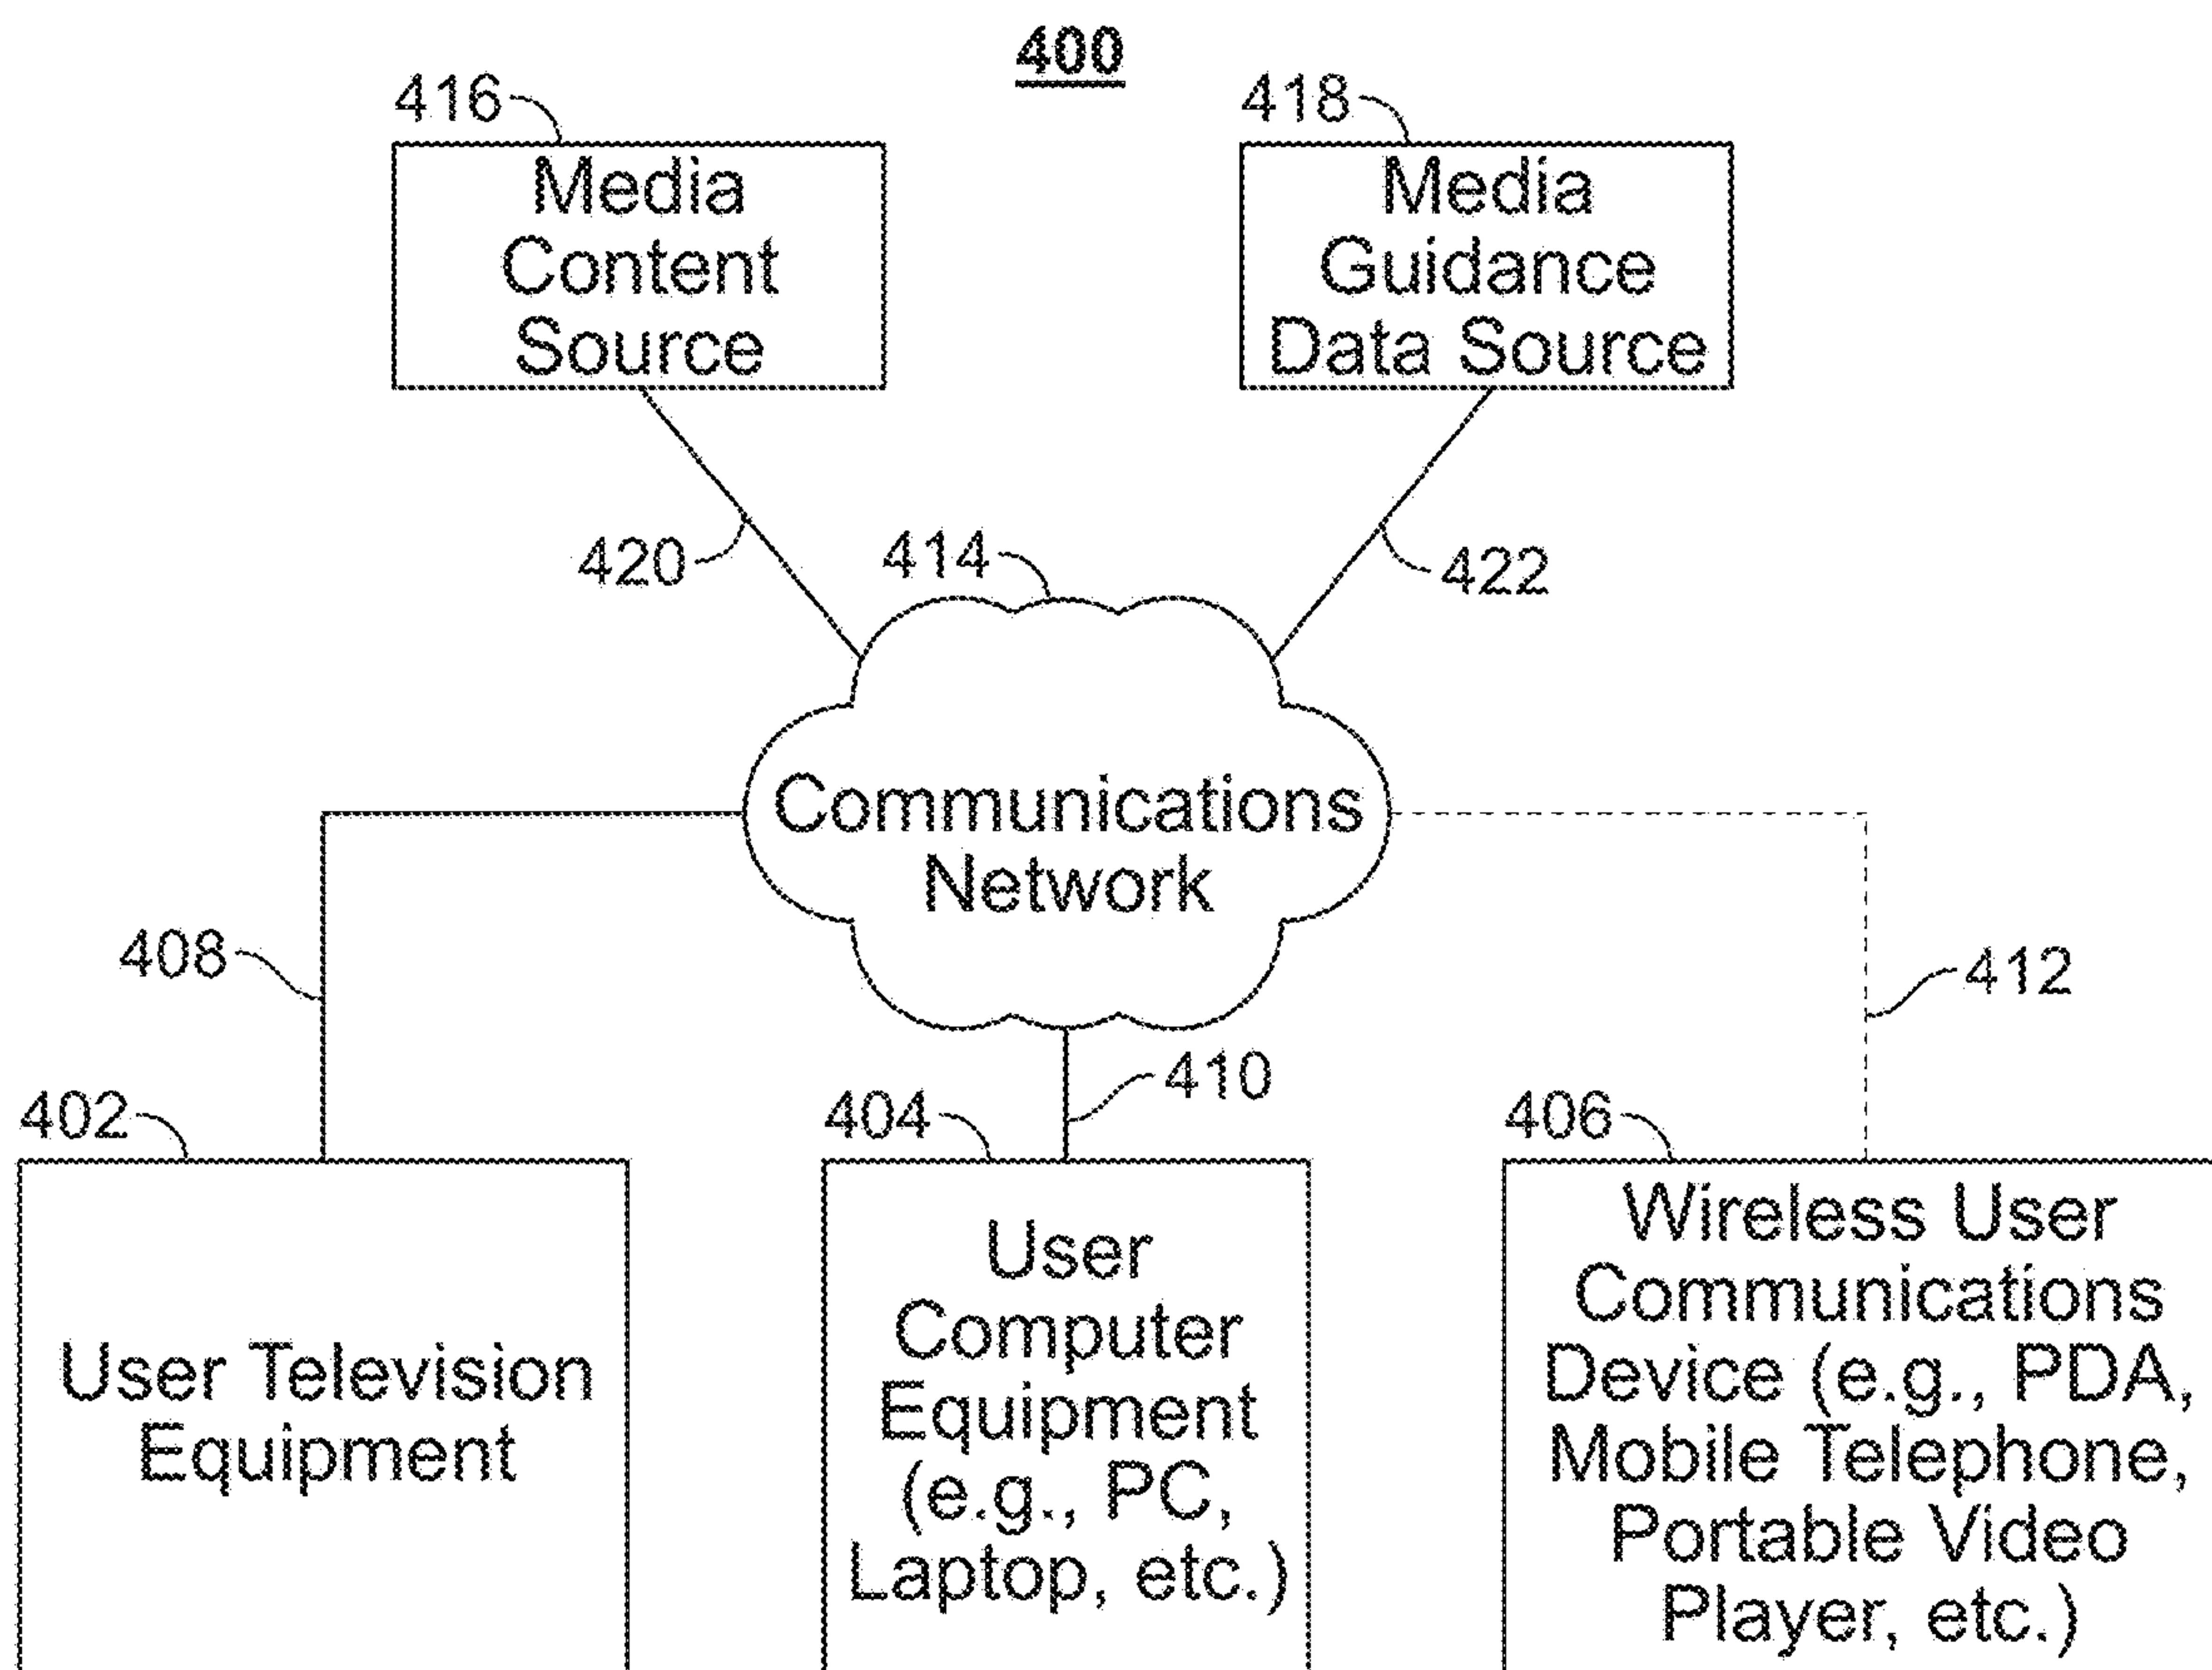 400
416
418
Media
Content
Source
Media
Guidance
Data Source
420
414
422
Communications
Network
408
412
410
402
404
406
User Television
Equipment
User
Computer
Equipment
(e.g., PC,
Laptop, etc.)
Wireless User
Communications
Device (e.g., PDA,
Mobile Telephone,
Portable Video
Player, etc.)